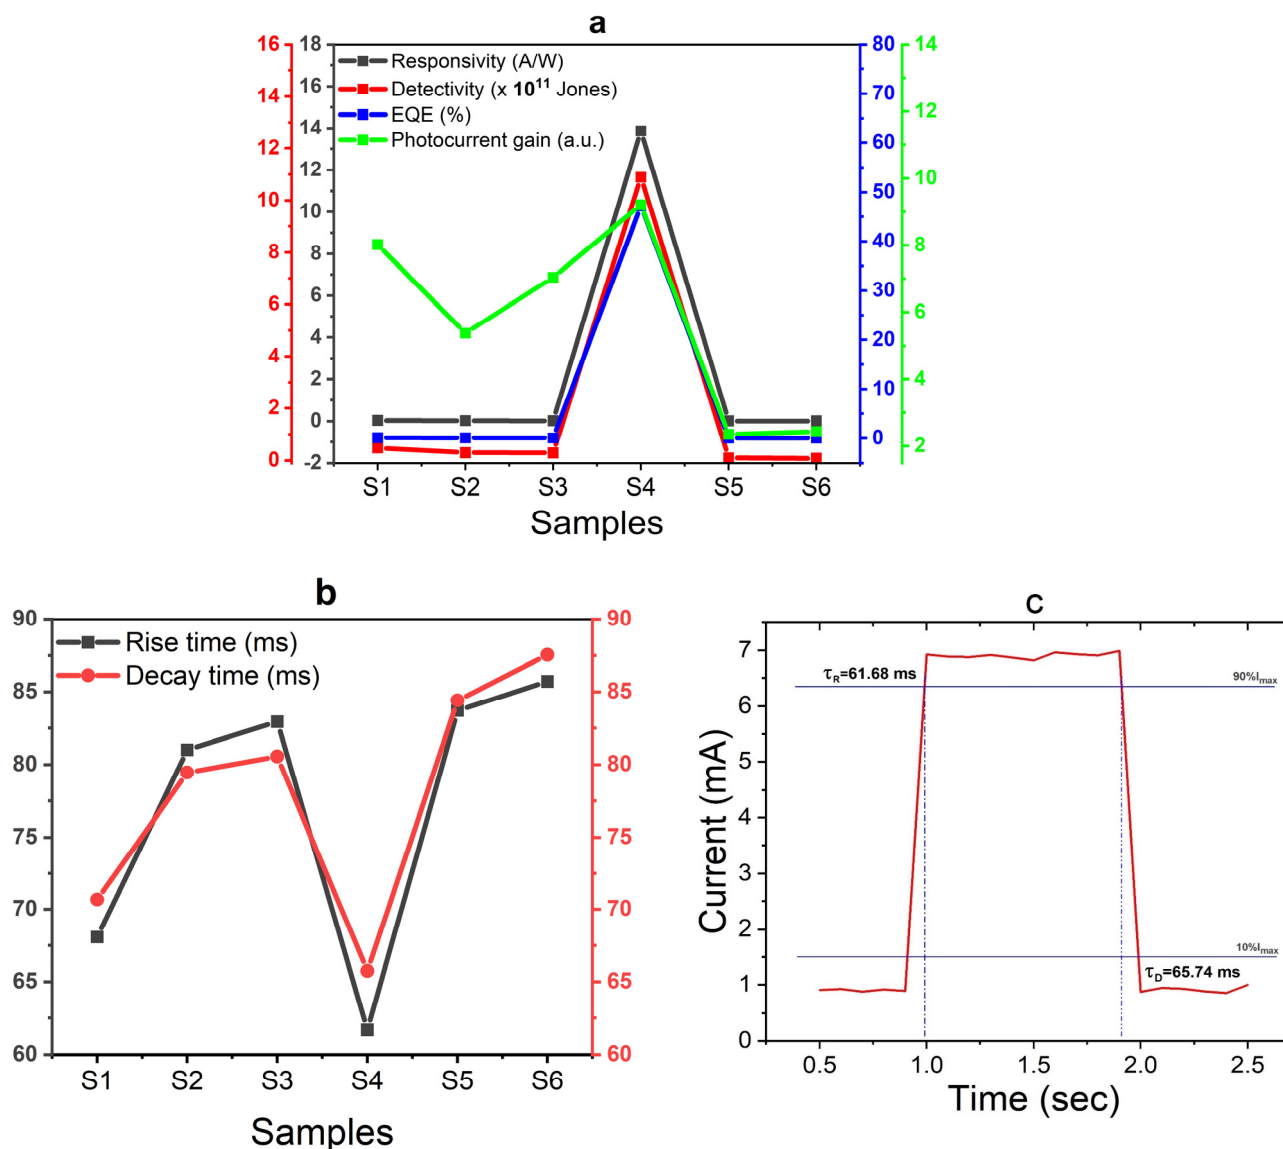 a
16
14
12
10
8
6
4
2
0
18
16
14
12
10
8
6
4
2
0
-2
Responsivity (A/W)
Detectivity (x 10¹¹ Jones)
EQE (%)
Photocurrent gain (a.u.)
80
70
60
50
40
30
20
10
0
14
12
10
8
6
4
2
S1 S2 S3 S4 S5 S6
Samples
b
90
85
80
75
70
65
60
Rise time (ms)
Decay time (ms)
90
85
80
75
70
65
60
S1 S2 S3 S4 S5 S6
Samples
c
Current (mA)
7
6
5
4
3
2
1
0
τR=61.68 ms
90%Imax
10%Imax
τD=65.74 ms
0.5 1.0 1.5 2.0 2.5
Time (sec)